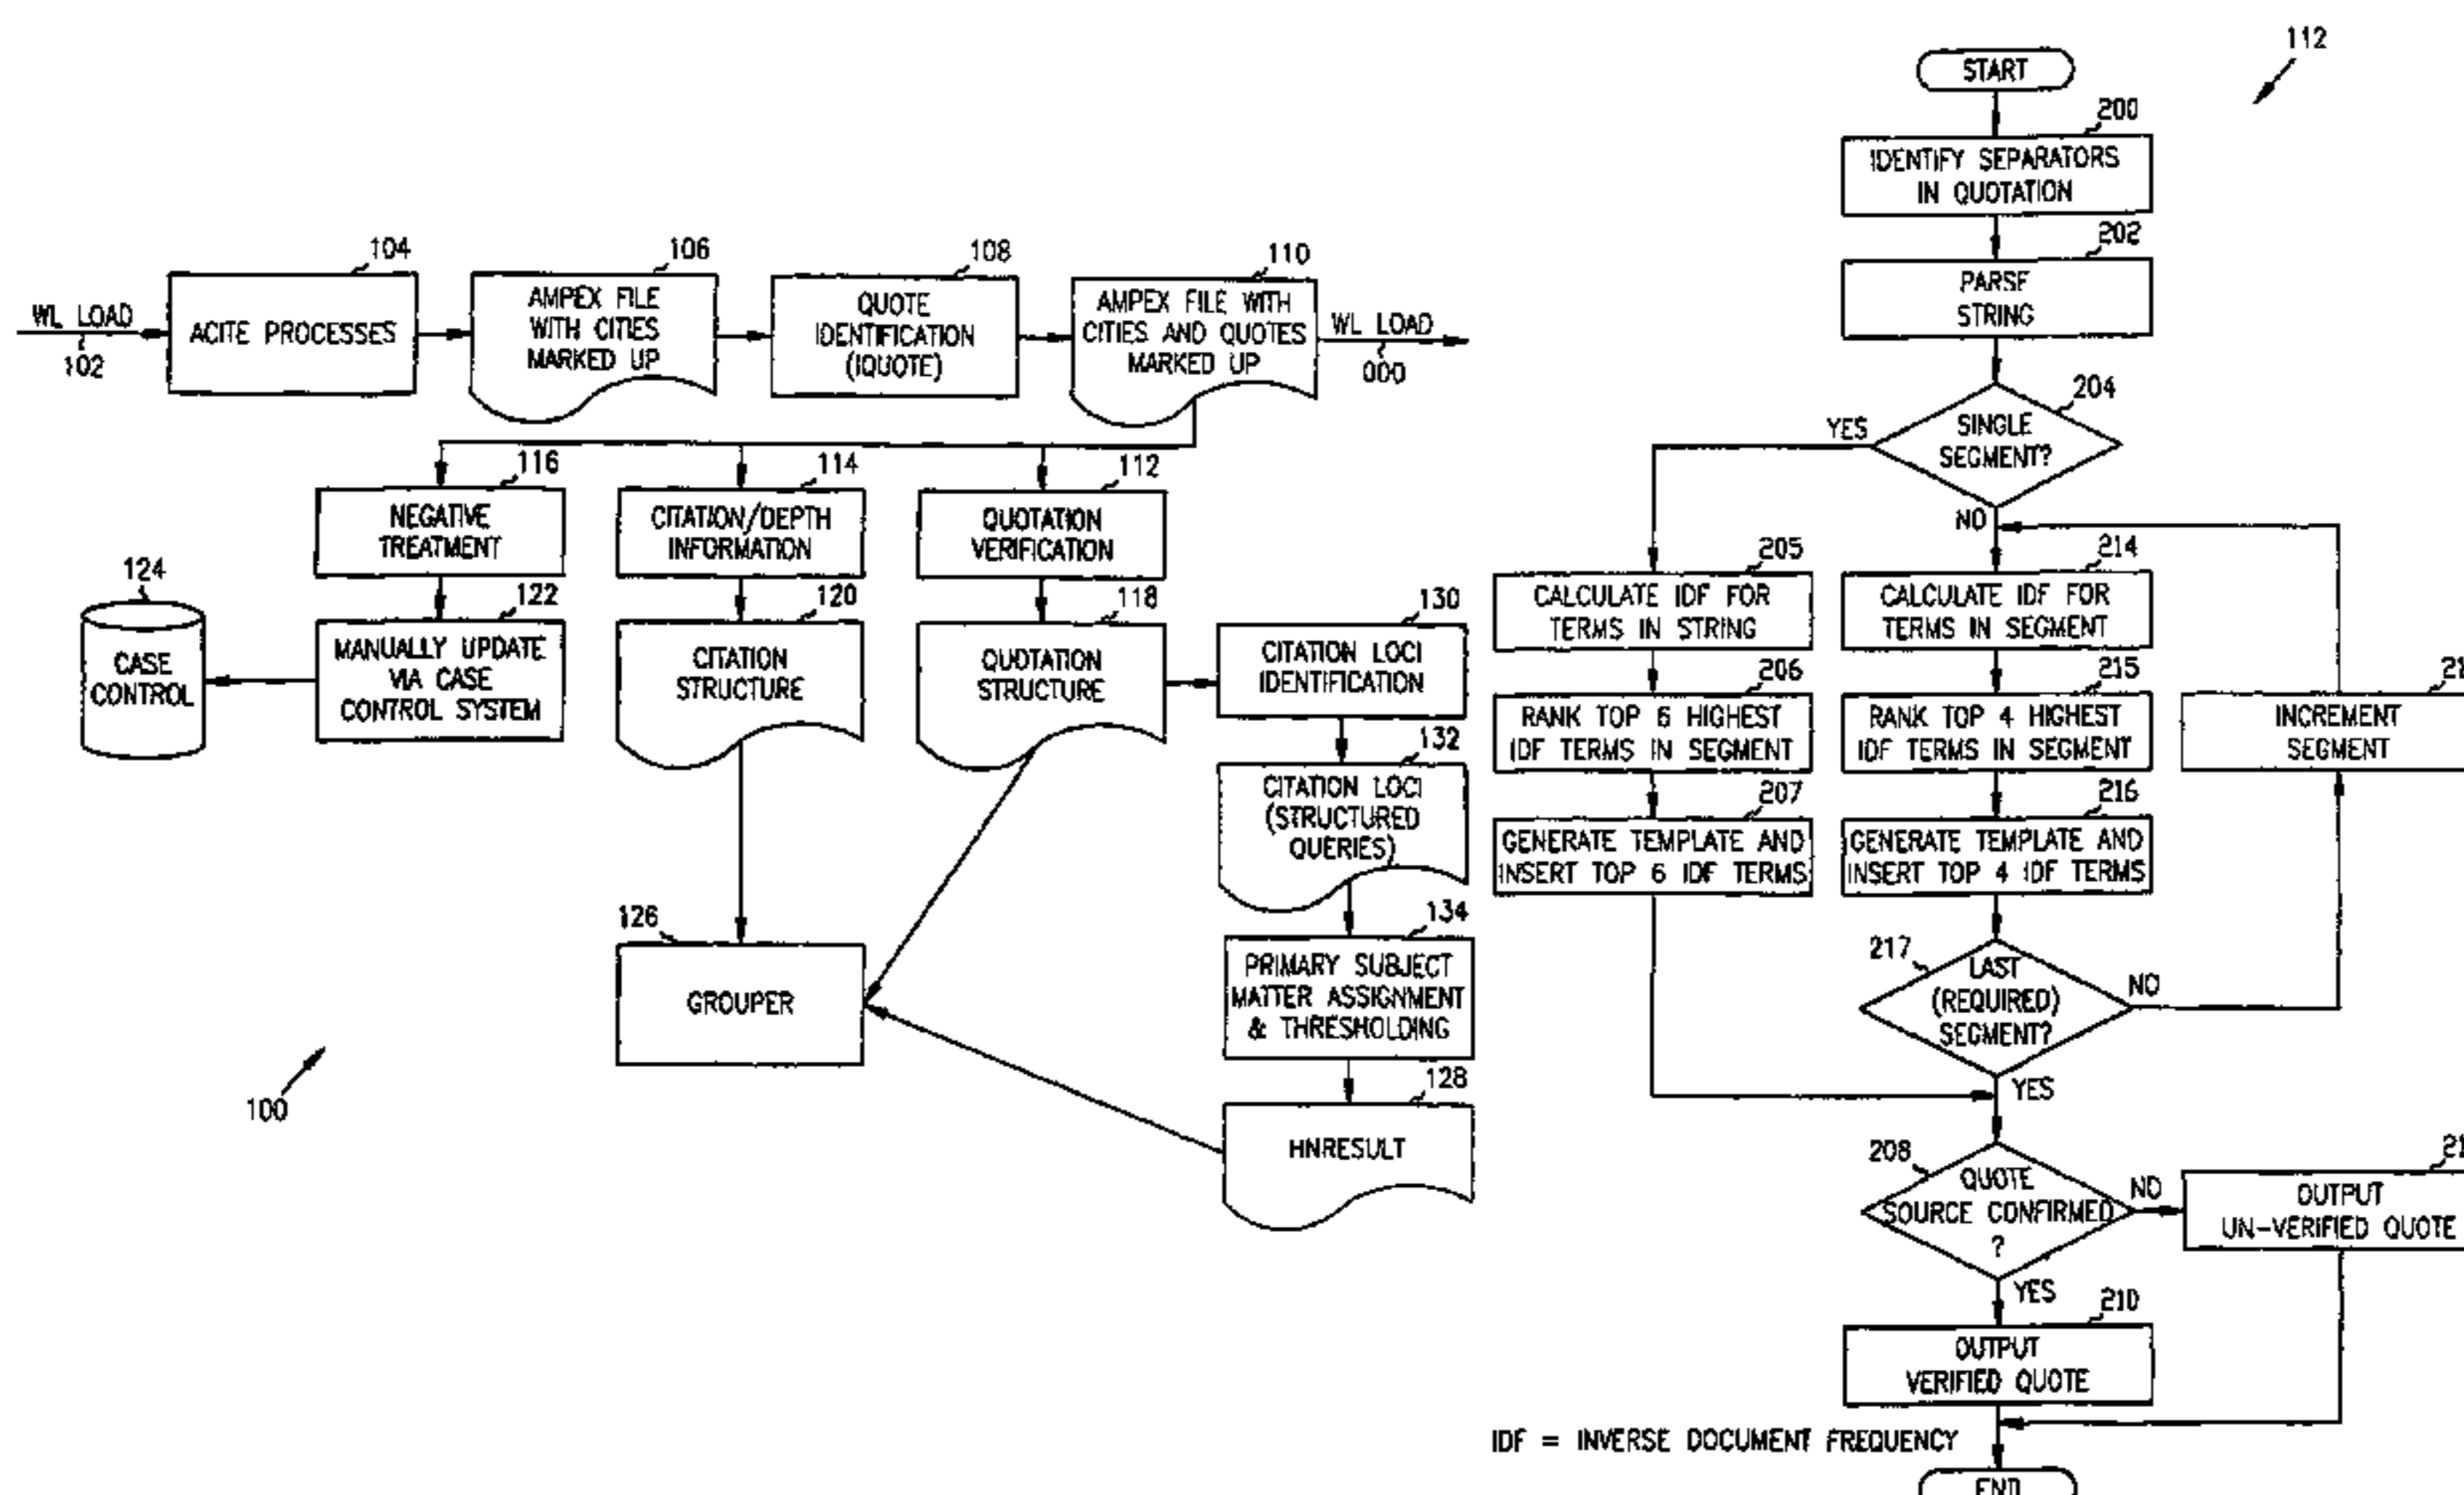 WL LOAD
102
104
ACITE PROCESSES
106
AMPEX FILE
WITH CITIES
MARKED UP
108
QUOTE
IDENTIFICATION
(IQUOTE)
110
AMPEX FILE WITH
CITIES AND QUOTES
MARKED UP
WL LOAD
000
116
NEGATIVE
TREATMENT
114
CITATION/DEPTH
INFORMATION
112
QUOTATION
VERIFICATION
124
CASE
CONTROL
122
MANUALLY UPDATE
VIA CASE
CONTROL SYSTEM
120
CITATION
STRUCTURE
118
QUOTATION
STRUCTURE
130
CITATION LOCI
IDENTIFICATION
132
CITATION LOCI
(STRUCTURED
QUERIES)
126
GROUPER
134
PRIMARY SUBJECT
MATTER ASSIGNMENT
& THRESHOLDING
128
HNRESULT
100
112
START
200
IDENTIFY SEPARATORS
IN QUOTATION
202
PARSE
STRING
204
SINGLE
SEGMENT?
YES
NO
205
CALCULATE IDF FOR
TERMS IN STRING
214
CALCULATE IDF FOR
TERMS IN SEGMENT
206
RANK TOP 6 HIGHEST
IDF TERMS IN SEGMENT
215
RANK TOP 4 HIGHEST
IDF TERMS IN SEGMENT
INCREMENT
SEGMENT
207
GENERATE TEMPLATE AND
INSERT TOP 6 IDF TERMS
216
GENERATE TEMPLATE AND
INSERT TOP 4 IDF TERMS
217
LAST
(REQUIRED)
SEGMENT?
NO
YES
208
QUOTE
SOURCE CONFIRMED
?
NO
OUTPUT
UN-VERIFIED QUOTE
YES
210
OUTPUT
VERIFIED QUOTE
IDF = INVERSE DOCUMENT FREQUENCY
END